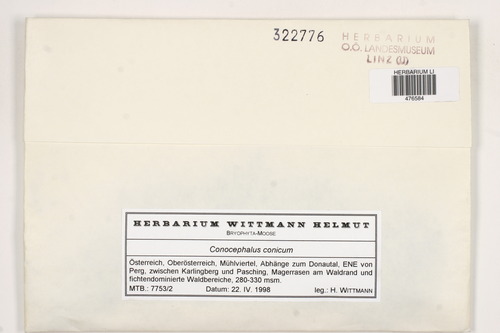 322776
HERBARIUM
O.Ö. LANDESMUSEUM
LINZ (LI)
HERBARIUM LI
476584
HERBARIUM WITTMANN HELMUT
BRYOPHYTA-MOOSE
Conocephalus conicum
Österreich, Oberösterreich, Mühlviertel, Abhänge zum Donautal, ENE von
Perg, zwischen Karlingberg und Pasching, Magerrasen am Waldrand und
fichtendominierte Waldbereiche, 280-330 msm.
MTB.: 7753/2 Datum: 22. IV. 1998 leg.: H. WITTMANN